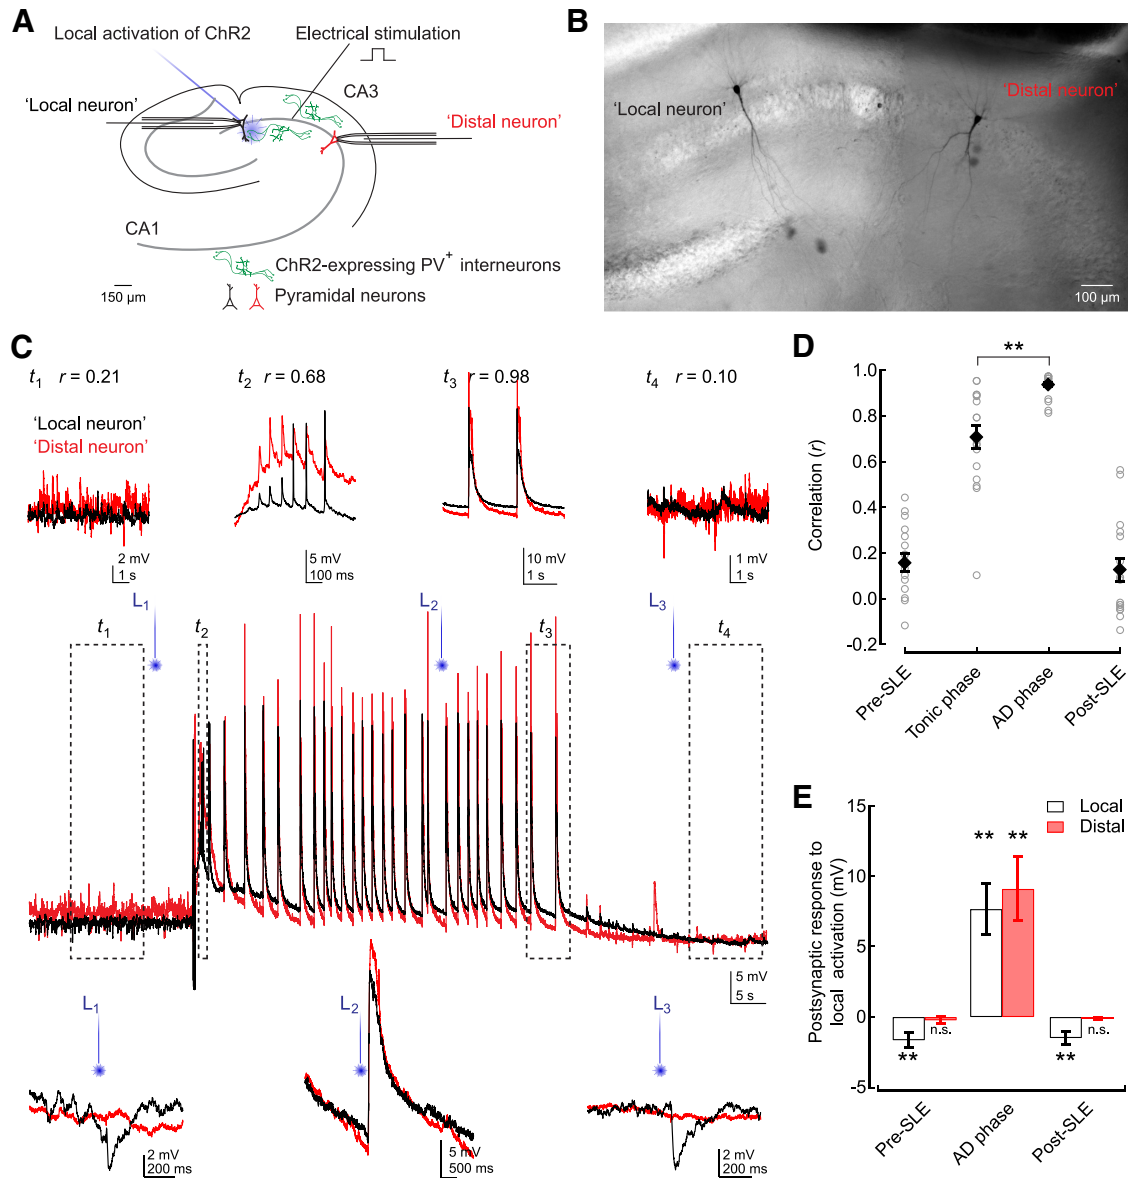 A
Local activation of ChR2
Electrical stimulation
'Local neuron'
CA3
'Distal neuron'
CA1
ChR2-expressing PV+ interneurons
150 µm
Pyramidal neurons
B
'Local neuron'
'Distal neuron'
100 µm
C
t1 r = 0.21
t2 r = 0.68
t3 r = 0.98
t4 r = 0.10
'Local neuron'
'Distal neuron'
2 mV
1 s
5 mV
100 ms
10 mV
1 s
1 mV
1 s
L1
L2
L3
t1
t2
t3
t4
5 mV
5 s
L1
L2
L3
2 mV
200 ms
5 mV
500 ms
2 mV
200 ms
D
**
1.0
0.8
0.6
0.4
0.2
0.0
-0.2
Correlation (r)
Pre-SLE
Tonic phase
AD phase
Post-SLE
E
15
10
5
0
-5
Postsynaptic response to
local activation (mV)
Local
Distal
**
**
**
n.s.
**
n.s.
Pre-SLE
AD phase
Post-SLE